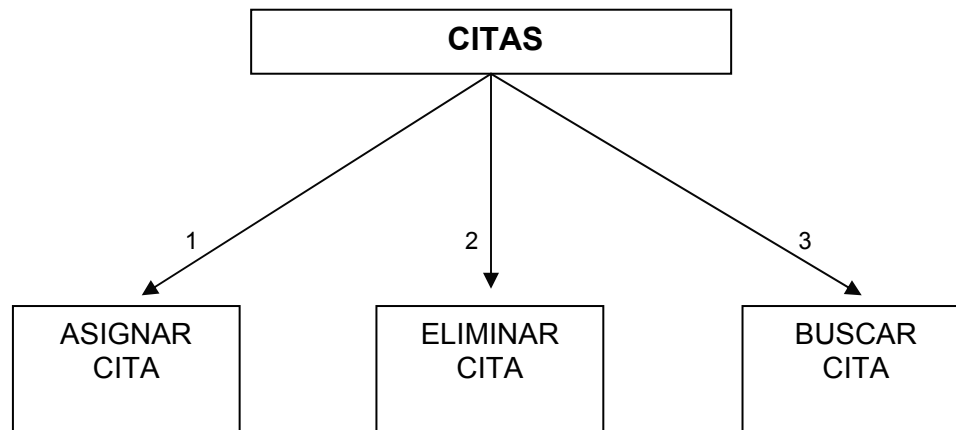 CITAS
1
2
3
ASIGNAR
CITA
ELIMINAR
CITA
BUSCAR
CITA